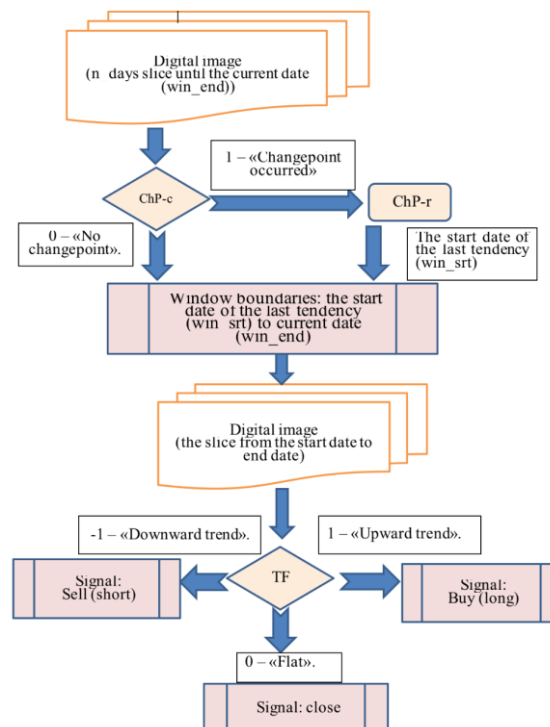 Digital image
(n_days slice until the current date
(win_end))
1 – «Changepoint
occurred»
ChP-c
ChP-r
0 – «No
changepoint».
The start date of
the last tendency
(win_srt)
Window boundaries: the start
date of the last tendency
(win_srt) to current date
(win_end)
Digital image
(the slice from the start date to
end date)
-1 – «Downward trend».
1 – «Upward trend».
Signal:
Sell (short)
TF
Signal:
Buy (long)
0 – «Flat».
Signal: close